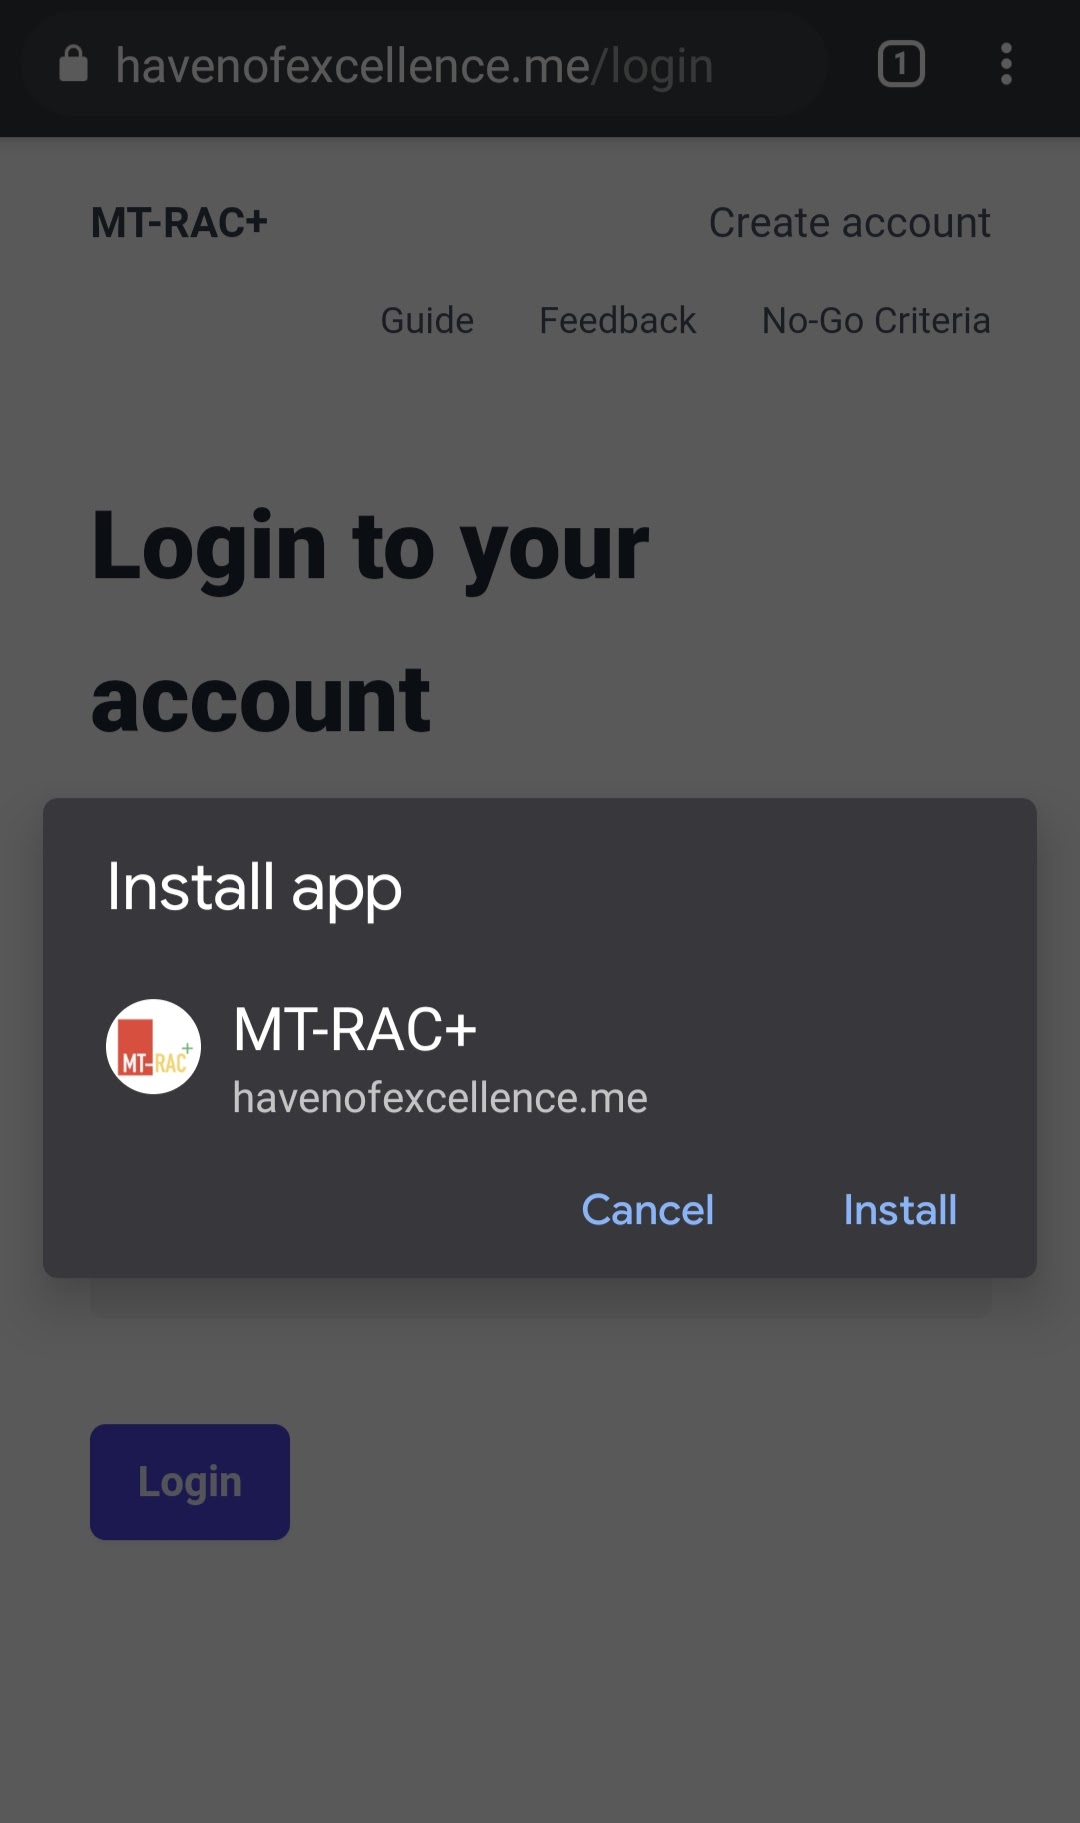 havenofexcellence.me/login
1
MT-RAC+
Create account
Guide
Feedback
No-Go Criteria
Login to your
account
Install app
MT-RAC+
MT-RAC+
havenofexcellence.me
Cancel
Install
Login